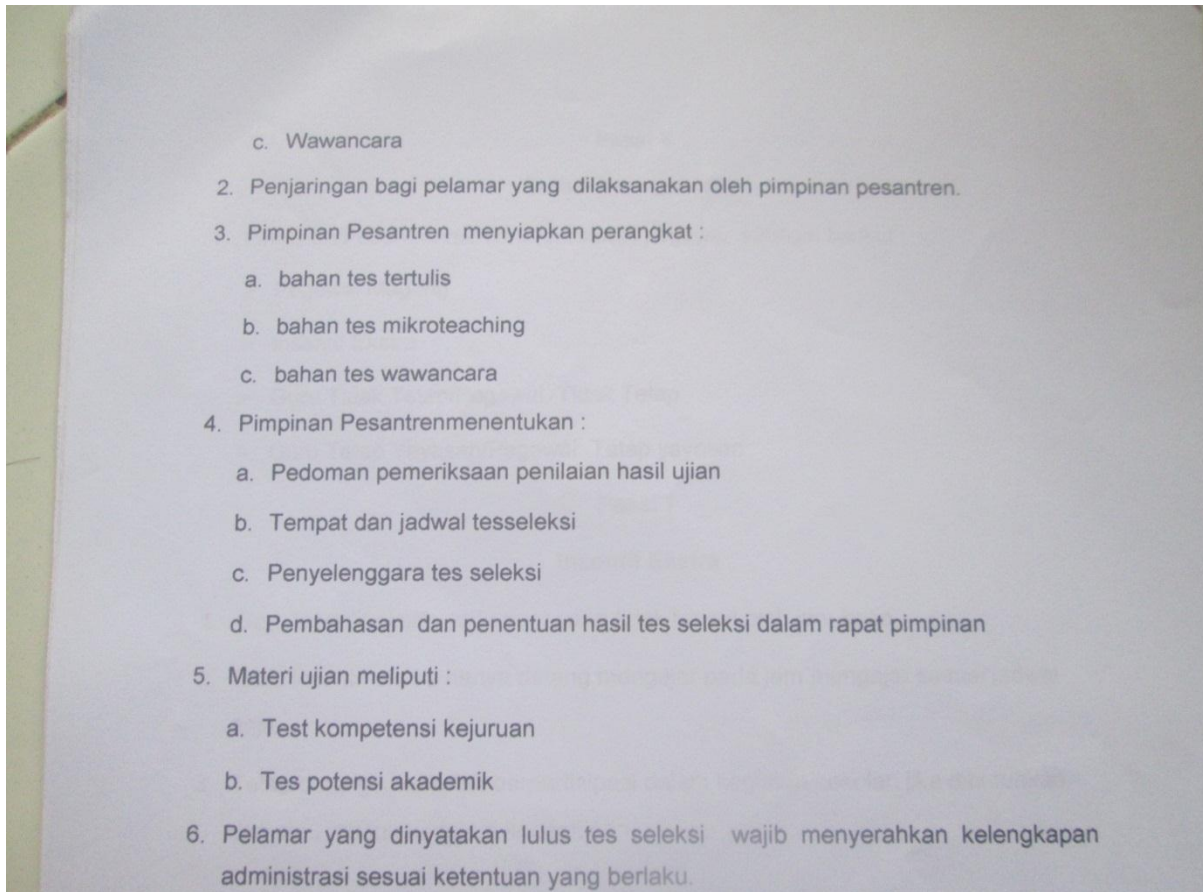 c. Wawancara
2. Penjaringan bagi pelamar yang dilaksanakan oleh pimpinan pesantren.
3. Pimpinan Pesantren menyiapkan perangkat :
a. bahan tes tertulis
b. bahan tes mikroteaching
c. bahan tes wawancara
4. Pimpinan Pesantrenmenentukan :
a. Pedoman pemeriksaan penilaian hasil ujian
b. Tempat dan jadwal tesseleksi
c. Penyelenggara tes seleksi
d. Pembahasan dan penentuan hasil tes seleksi dalam rapat pimpinan
5. Materi ujian meliputi :
a. Test kompetensi kejuruan
b. Tes potensi akademik
6. Pelamar yang dinyatakan lulus tes seleksi wajib menyerahkan kelengkapan
administrasi sesuai ketentuan yang berlaku.